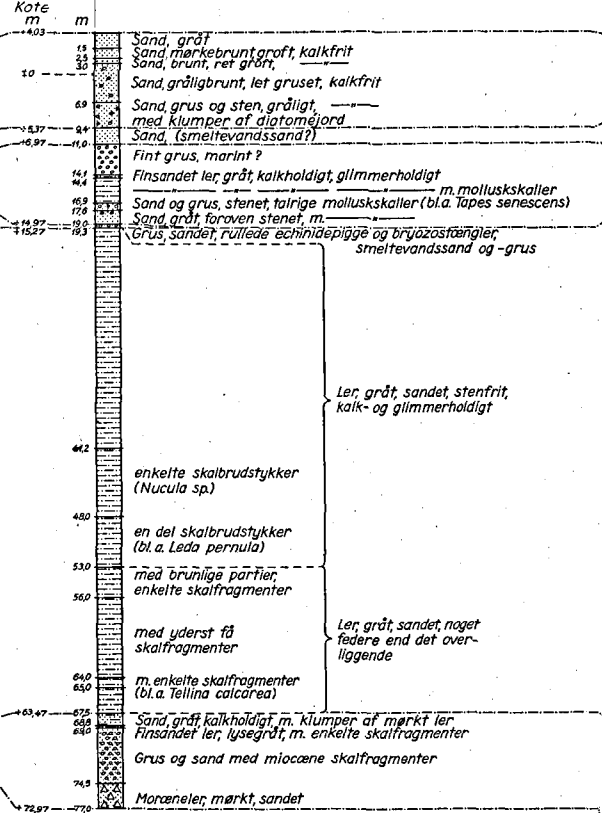 Kote
m m
+4,03
Sand, gråt
1,5
Sand, mørkebrunt groft, kalkfrit
2,5
Sand, brunt, ret groft, —"—
3,0
1.0
Sand, gråligbrunt, let gruset, kalkfrit
6,9
Sand, grus og sten, gråligt, —"—
med klumper af diatoméjord
÷5,37 9,4
Sand, (smeltevandssand?)
÷6,97 11,0
Fint grus, marint?
14,1
Finsandet ler, gråt, kalkholdigt, glimmerholdigt
14,4
—"— —"— —"— —"— m. molluskskaller
16,9
Sand og grus, stenet, talrige molluskskaller (bl.a. Tapes senescens)
17,6
Sand, gråt, foroven stenet, m. —"—
÷14,97 19,0
÷15,27 19,3
Grus, sandet, rullede echinidepigge og bryozostængler,
smeltevandssand og -grus
Ler, gråt, sandet, stenfrit,
kalk- og glimmerholdigt
41,2
enkelte skalbrudstykker
(Nucula sp.)
48,0
en del skalbrudstykker
(bl.a. Leda pernula)
53,0
med brunlige partier,
enkelte skalfragmenter
56,0
Ler, gråt, sandet, noget
federe end det over-
liggende
med yderst få
skalfragmenter
64,0
m. enkelte skalfragmenter
65,0
(bl.a. Tellina calcarea)
÷63,47 67,5
Sand, gråt, kalkholdigt, m. klumper af mørkt ler
68,8
Finsandet ler, lysegråt, m. enkelte skalfragmenter
69,0
Grus og sand med miocæne skalfragmenter
74,5
Moræneler, mørkt, sandet
÷72,97 77,0